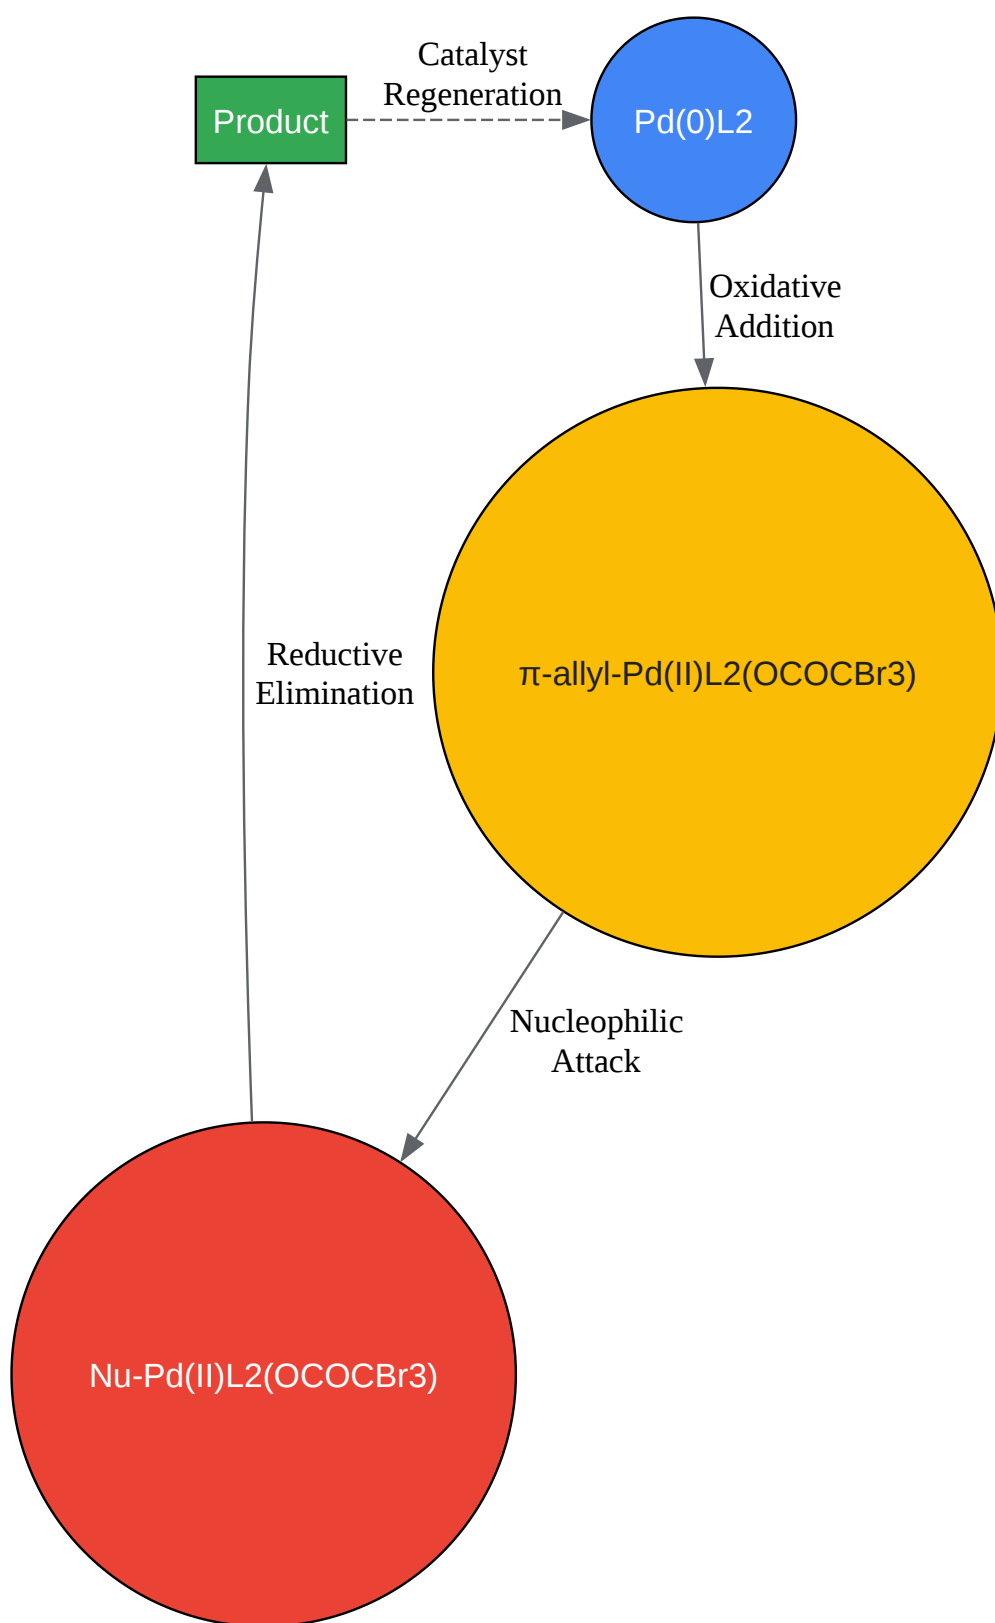 Catalyst
Regeneration
Product
Pd(0)L2
Oxidative
Addition
π-allyl-Pd(II)L2(OCOCBr3)
Reductive
Elimination
Nucleophilic
Attack
Nu-Pd(II)L2(OCOCBr3)